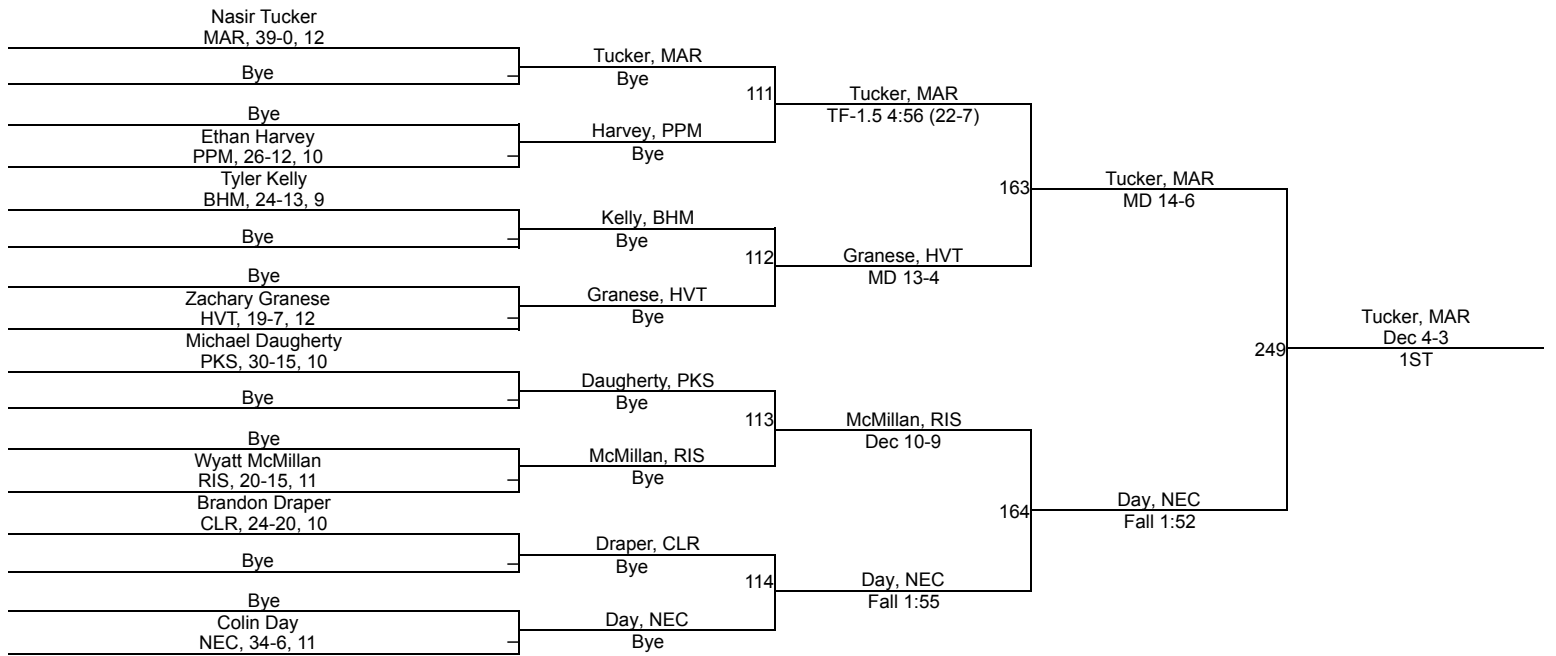 Nasir Tucker
MAR, 39-0, 12
Bye
Bye
Ethan Harvey
PPM, 26-12, 10
Tyler Kelly
BHM, 24-13, 9
Bye
Bye
Zachary Granese
HVT, 19-7, 12
Michael Daugherty
PKS, 30-15, 10
Bye
Bye
Wyatt McMillan
RIS, 20-15, 11
Brandon Draper
CLR, 24-20, 10
Bye
Bye
Colin Day
NEC, 34-6, 11
Tucker, MAR
Bye
Harvey, PPM
Bye
Kelly, BHM
Bye
Granese, HVT
Bye
Daugherty, PKS
Bye
McMillan, RIS
Bye
Draper, CLR
Bye
Day, NEC
Bye
111
112
113
114
Tucker, MAR
TF-1.5 4:56 (22-7)
Granese, HVT
MD 13-4
McMillan, RIS
Dec 10-9
Day, NEC
Fall 1:55
163
164
Tucker, MAR
MD 14-6
Day, NEC
Fall 1:52
249
Tucker, MAR
Dec 4-3
1ST